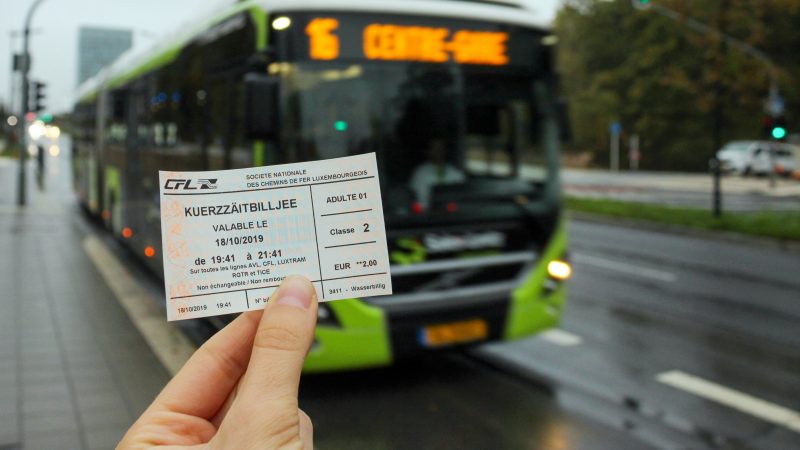 16 CENTRE-GARE
CFL
SOCIETE NATIONALE
DES CHEMINS DE FER LUXEMBOURGEOIS
KUERZZÄITBILLJEE
VALABLE LE
18/10/2019
de 19:41 à 21:41
Sur toutes les lignes AVL, CFL, LUXTRAM
RGTR et TICE
Non échangeable / Non
18/10/2019 19:41
N°
ADULTE 01
Classe 2
EUR **2,00
3411 - Wasserbillig